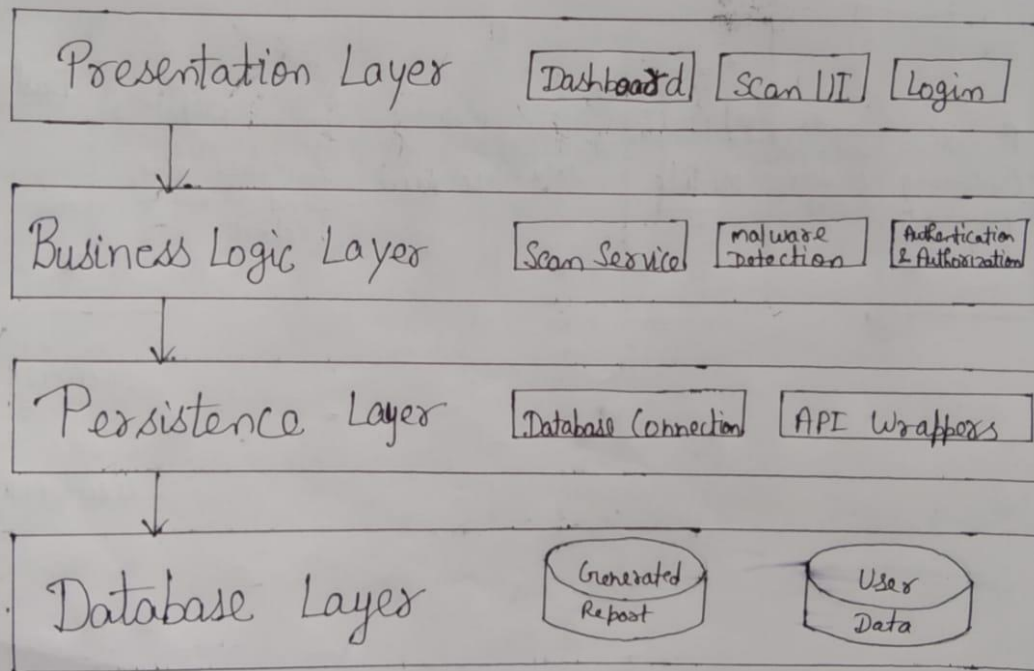 Presentation Layer
Dashboard
Scan UI
Login
Business Logic Layer
Scan Service
Malware
Detection
Authentication
& Authorization
Persistence Layer
Database Connection
API Wrappers
Database Layer
Generated
Report
User
Data